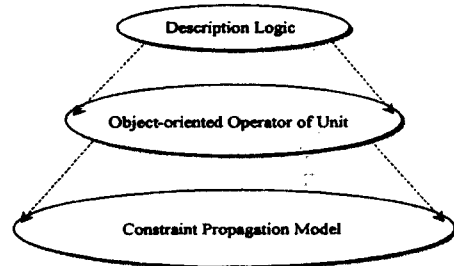 Description Logic
Object-oriented Operator of Unit
Constraint Propagation Model